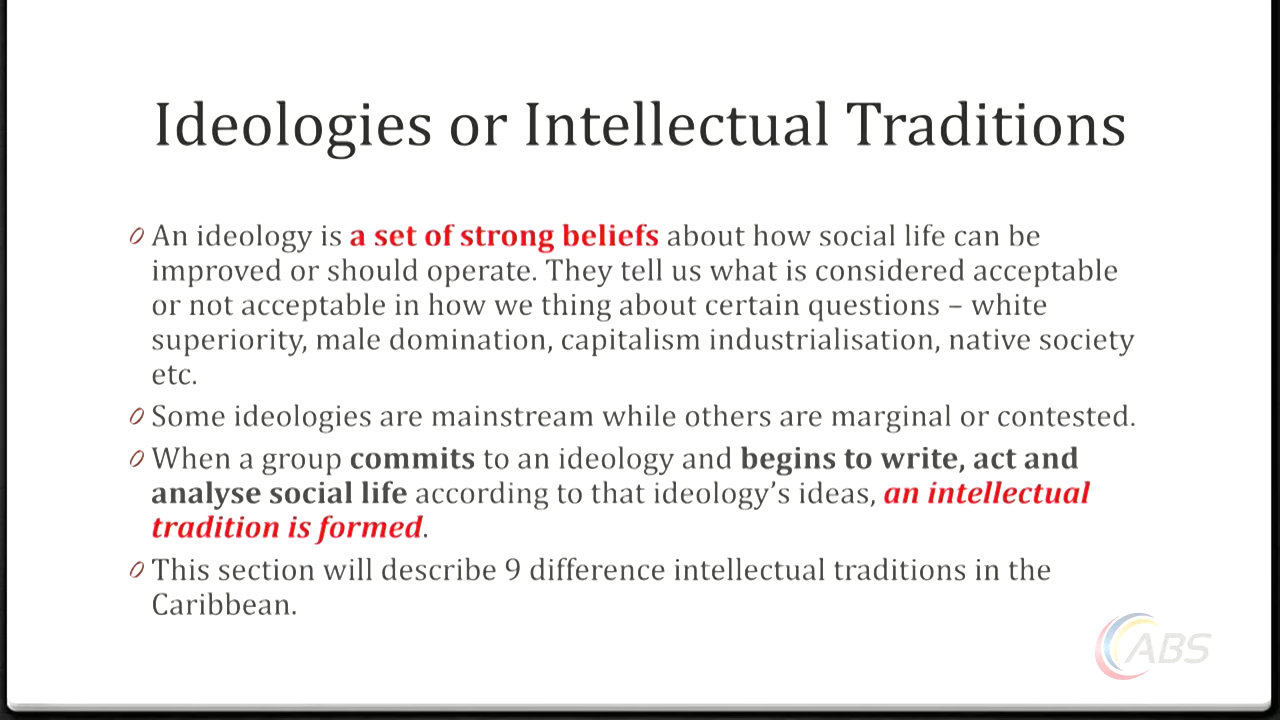 Ideologies or Intellectual Traditions
An ideology is a set of strong beliefs about how social life can be
improved or should operate. They tell us what is considered acceptable
or not acceptable in how we thing about certain questions – white
superiority, male domination, capitalism industrialisation, native society
etc.
Some ideologies are mainstream while others are marginal or contested.
When a group commits to an ideology and begins to write, act and
analyse social life according to that ideology’s ideas, an intellectual
tradition is formed.
This section will describe 9 difference intellectual traditions in the
Caribbean.
ABS